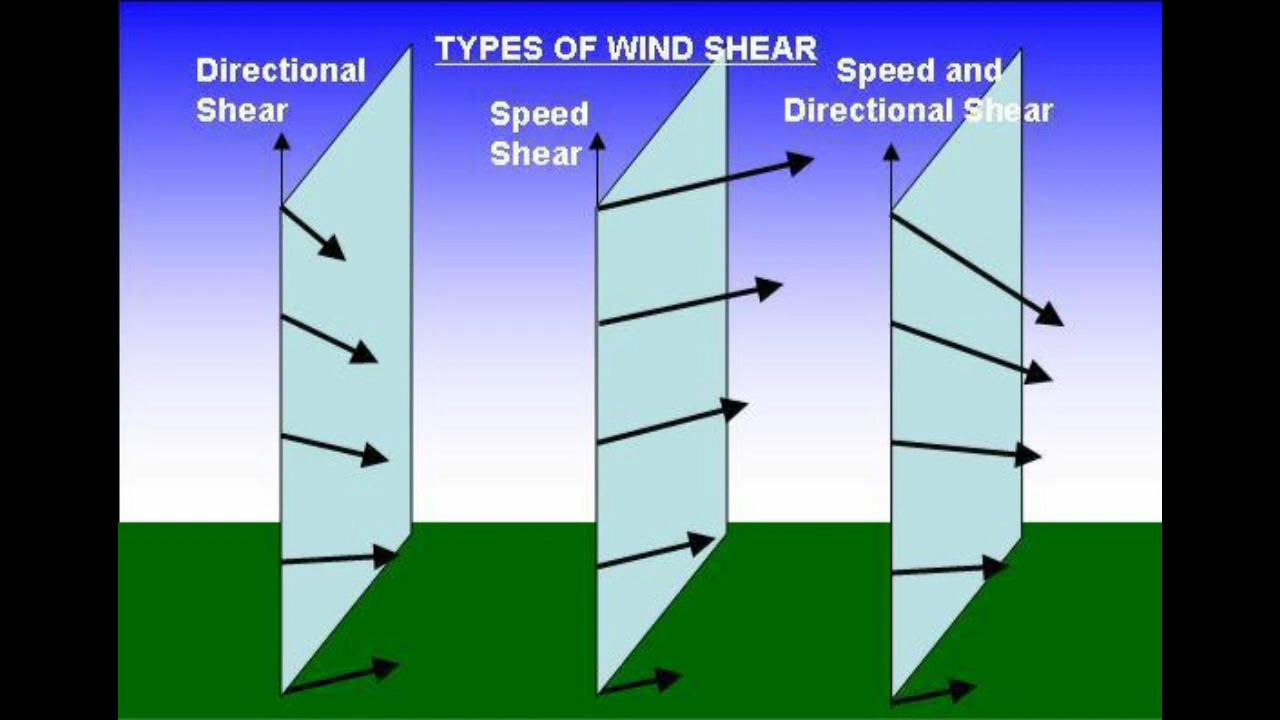 TYPES OF WIND SHEAR
Directional
Shear
Speed
Shear
Speed and
Directional Shear